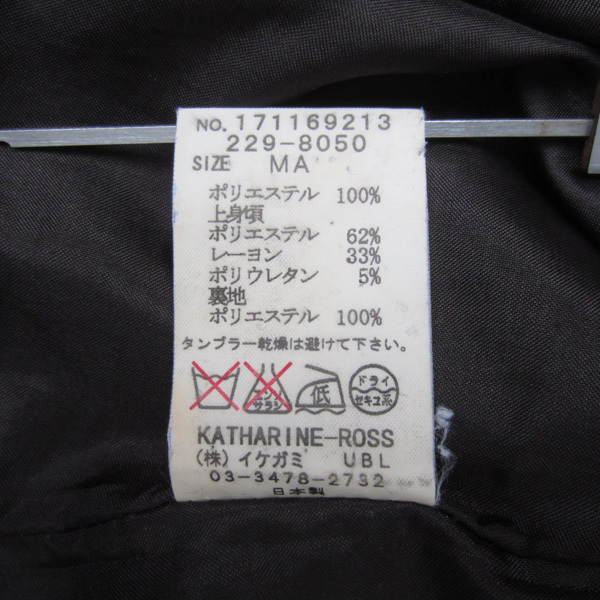 NO. 171169213
229-8050
SIZE MA
ポリエステル 100%
上身頃
ポリエステル 62%
レーヨン 33%
ポリウレタン 5%
裏地
ポリエステル 100%
タンブラー乾燥は避けて下さい。
エンソサラシ 低 ドライ セキユ系
KATHARINE-ROSS
(株)イケガミ UBL
03-3478-2732
日本製